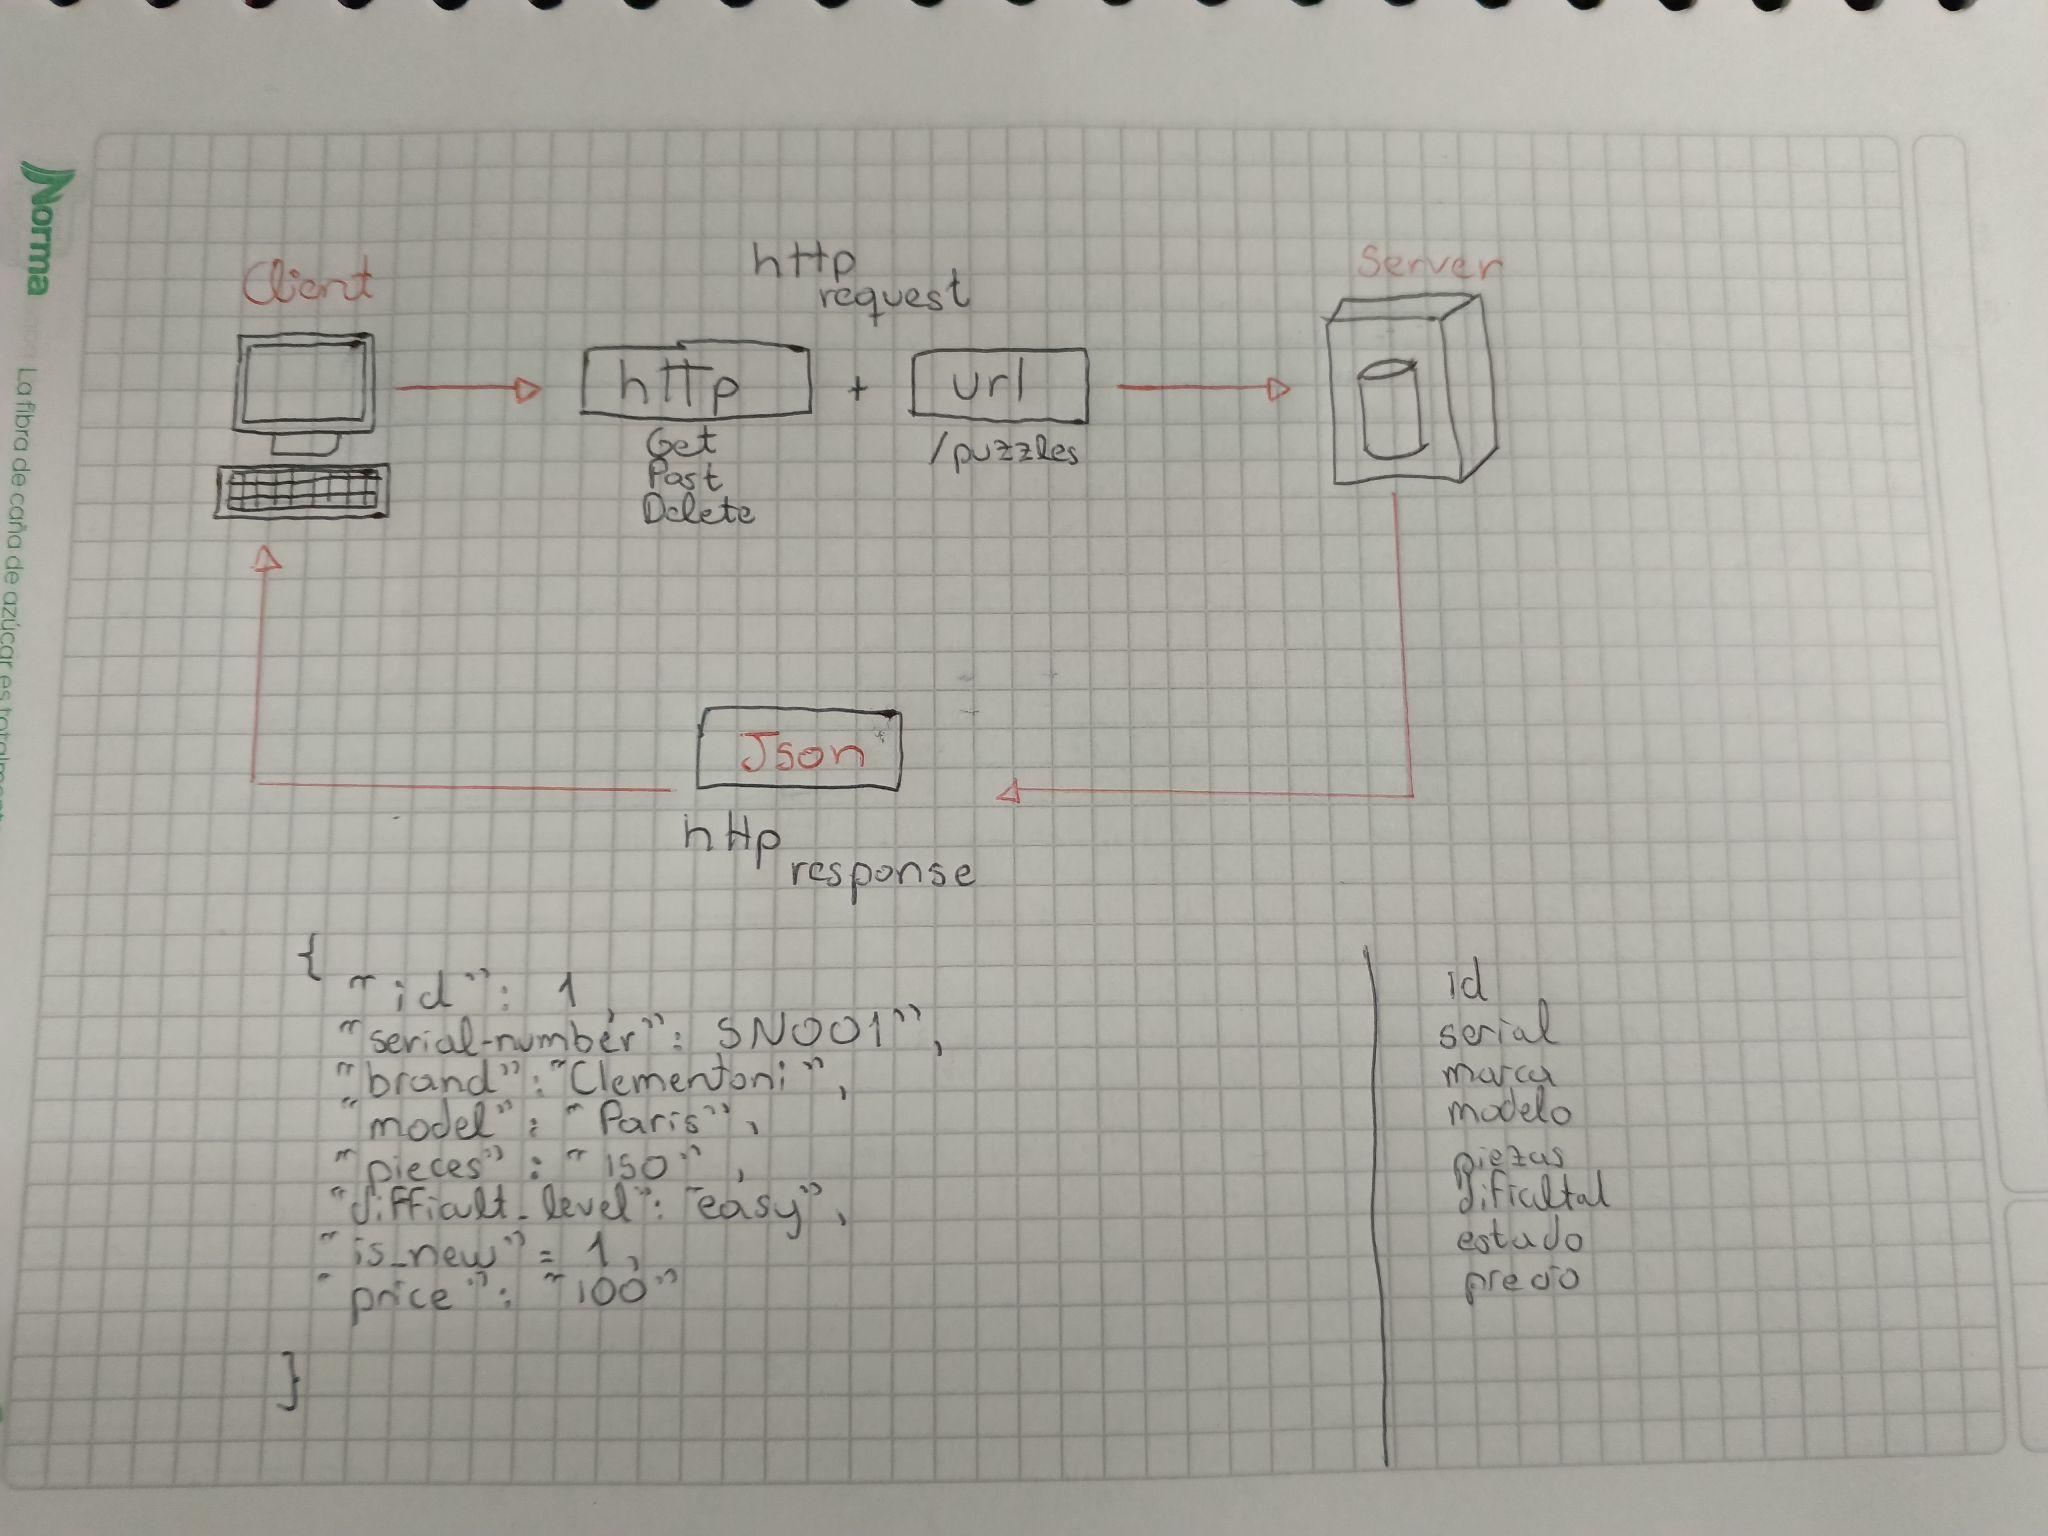 Norma
La fibra de caña de azúcar es totalmente
Client
http
request
Server
http
+
url
Get
Post
Delete
/puzzles
Json
http
response
{
"id": 1,
"serial-number": SN001",
"brand": "Clementoni",
"model": "Paris",
"pieces": "150",
"difficult_level": "easy",
"is_new" = 1,
"price": "100"
}
id
serial
marca
modelo
piezas
dificultal
estado
precio